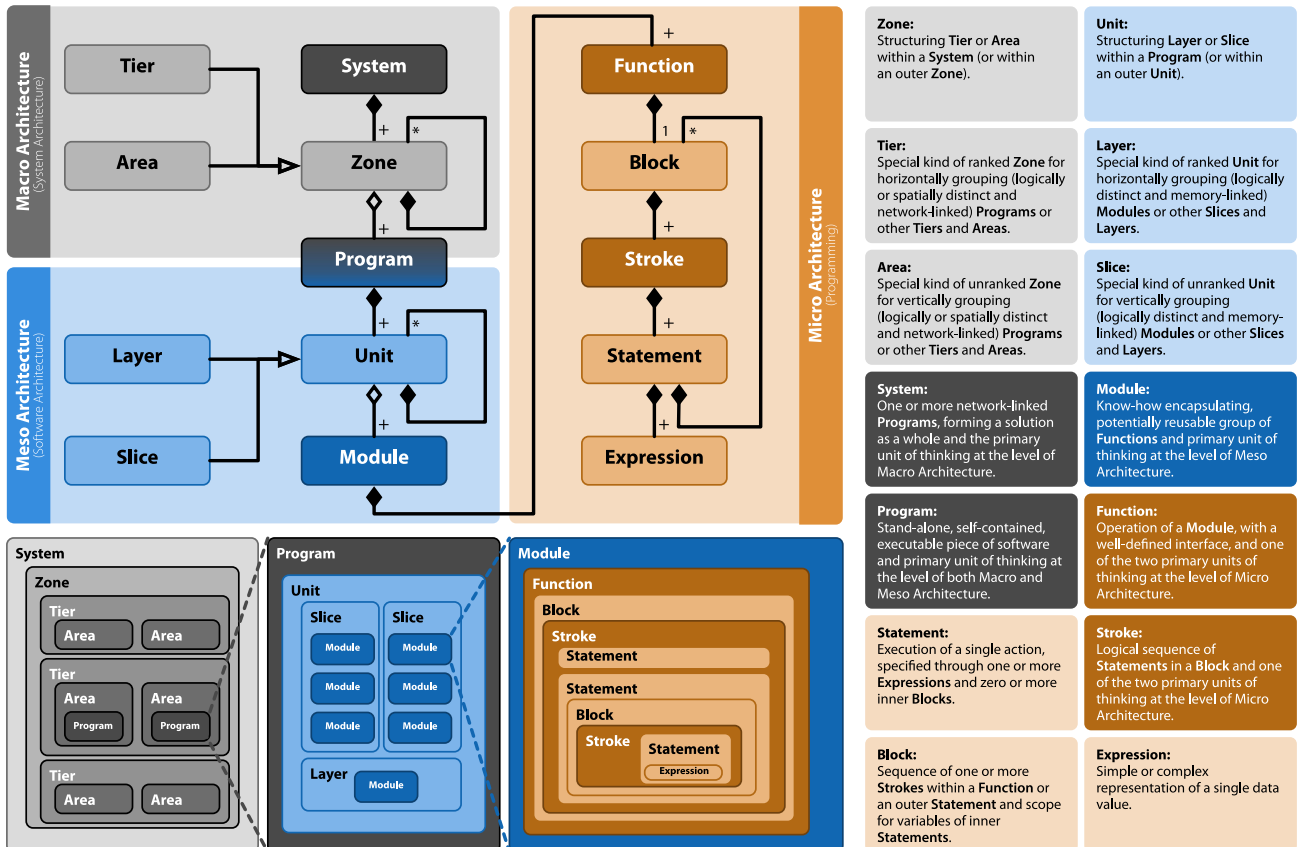 Macro Architecture
(System Architecture)
Tier
System
Area
Zone
+
*
+
Program
Meso Architecture
(Software Architecture)
+
*
Layer
Unit
Slice
+
Module
Micro Architecture
(Programming)
+
Function
1
*
Block
+
Stroke
+
Statement
+
Expression
System
Zone
Tier
Area
Area
Tier
Area
Area
Program
Program
Tier
Area
Area
Program
Unit
Slice
Slice
Module
Module
Module
Module
Module
Module
Layer
Module
Module
Function
Block
Stroke
Statement
Statement
Block
Stroke
Statement
Expression
Zone:
Structuring Tier or Area
within a System (or within
an outer Zone).
Unit:
Structuring Layer or Slice
within a Program (or within
an outer Unit).
Tier:
Special kind of ranked Zone for
horizontally grouping (logically
or spatially distinct and
network-linked) Programs or
other Tiers and Areas.
Layer:
Special kind of ranked Unit for
horizontally grouping (logically
distinct and memory-linked)
Modules or other Slices and
Layers.
Area:
Special kind of unranked Zone
for vertically grouping
(logically or spatially distinct
and network-linked) Programs
or other Tiers and Areas.
Slice:
Special kind of unranked Unit
for vertically grouping
(logically distinct and memory-
linked) Modules or other Slices
and Layers.
System:
One or more network-linked
Programs, forming a solution
as a whole and the primary
unit of thinking at the level of
Macro Architecture.
Module:
Know-how encapsulating,
potentially reusable group of
Functions and primary unit of
thinking at the level of Meso
Architecture.
Program:
Stand-alone, self-contained,
executable piece of software
and primary unit of thinking at
the level of both Macro and
Meso Architecture.
Function:
Operation of a Module, with a
well-defined interface, and one
of the two primary units of
thinking at the level of Micro
Architecture.
Statement:
Execution of a single action,
specified through one or more
Expressions and zero or more
inner Blocks.
Stroke:
Logical sequence of
Statements in a Block and one
of the two primary units of
thinking at the level of Micro
Architecture.
Block:
Sequence of one or more
Strokes within a Function or
an outer Statement and scope
for variables of inner
Statements.
Expression:
Simple or complex
representation of a single data
value.